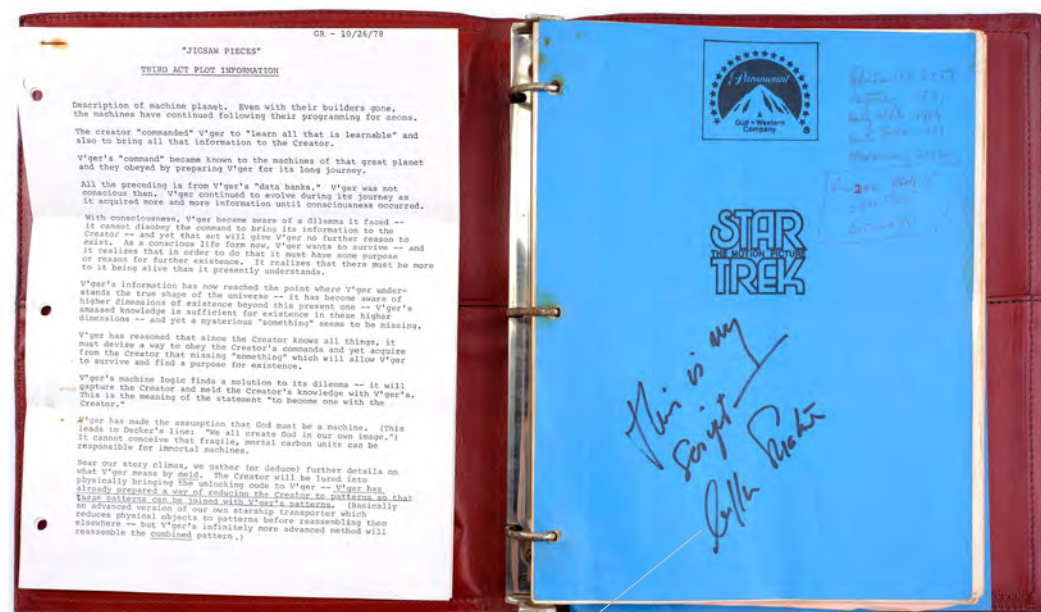 GR - 10/26/78
"JIGSAW PIECES"
THIRD ACT PLOT INFORMATION
Description of machine planet. Even with their builders gone,
the machines have continued following their programming for aeons.
The creator "commanded" V'ger to "learn all that is learnable" and
also to bring all that information to the Creator.
V'ger's "command" became known to the machines of that great planet
and they obeyed by preparing V'ger for its long journey.
All the preceding is from V'ger's "data banks." V'ger was not
conscious then. V'ger continued to evolve during its journey as
it acquired more and more information until consciousness occurred.
With consciousness, V'ger became aware of a dilemma it faced --
it cannot disobey the command to bring its information to the
Creator -- and yet that act will give V'ger no further reason to
exist. As a conscious life form now, V'ger wants to survive -- and
it realizes that in order to do that it must have some purpose
or reason for further existence. It realizes that there must be more
to it being alive than it presently understands.
V'ger's information has now reached the point where V'ger under-
stands the true shape of the universe -- it has become aware of
higher dimensions of existence beyond this present one -- V'ger's
amassed knowledge is sufficient for existence in these higher
dimensions -- and yet a mysterious "something" seems to be missing.
V'ger has reasoned that since the Creator knows all things, it
must devise a way to obey the Creator's commands and yet acquire
from the Creator that missing "something" which will allow V'ger
to survive and find a purpose for existence.
V'ger's machine logic finds a solution to its dilemma -- it will
capture the Creator and meld the Creator's knowledge with V'ger's.
This is the meaning of the statement "to become one with the
Creator."
V'ger has made the assumption that God must be a machine. (This
leads to Decker's line: "We all create God in our own image.")
It cannot conceive that fragile, mortal carbon units can be
responsible for immortal machines.
Near our story climax, we gather (or deduce) further details on
what V'ger means by meld. The Creator will be lured into
physically bringing the unlocking code to V'ger -- V'ger has
already prepared a way of reducing the Creator to patterns so that
these patterns can be joined with V'ger's patterns. (Basically
an advanced version of our own starship transporter which
reduces physical objects to patterns before reassembling them
elsewhere -- but V'ger's infinitely more advanced method will
reassemble the combined pattern.)
Paramount
A
Gulf + Western
Company
®
STAR
THE MOTION PICTURE
TREK
This is my
script